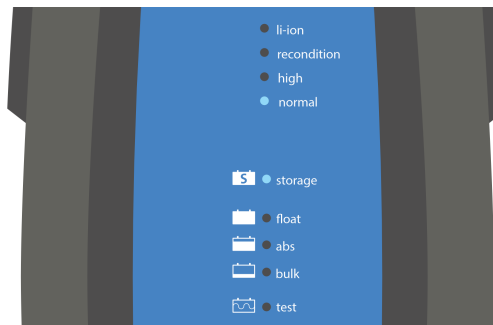 li-ion
recondition
high
normal
S storage
float
abs
bulk
test